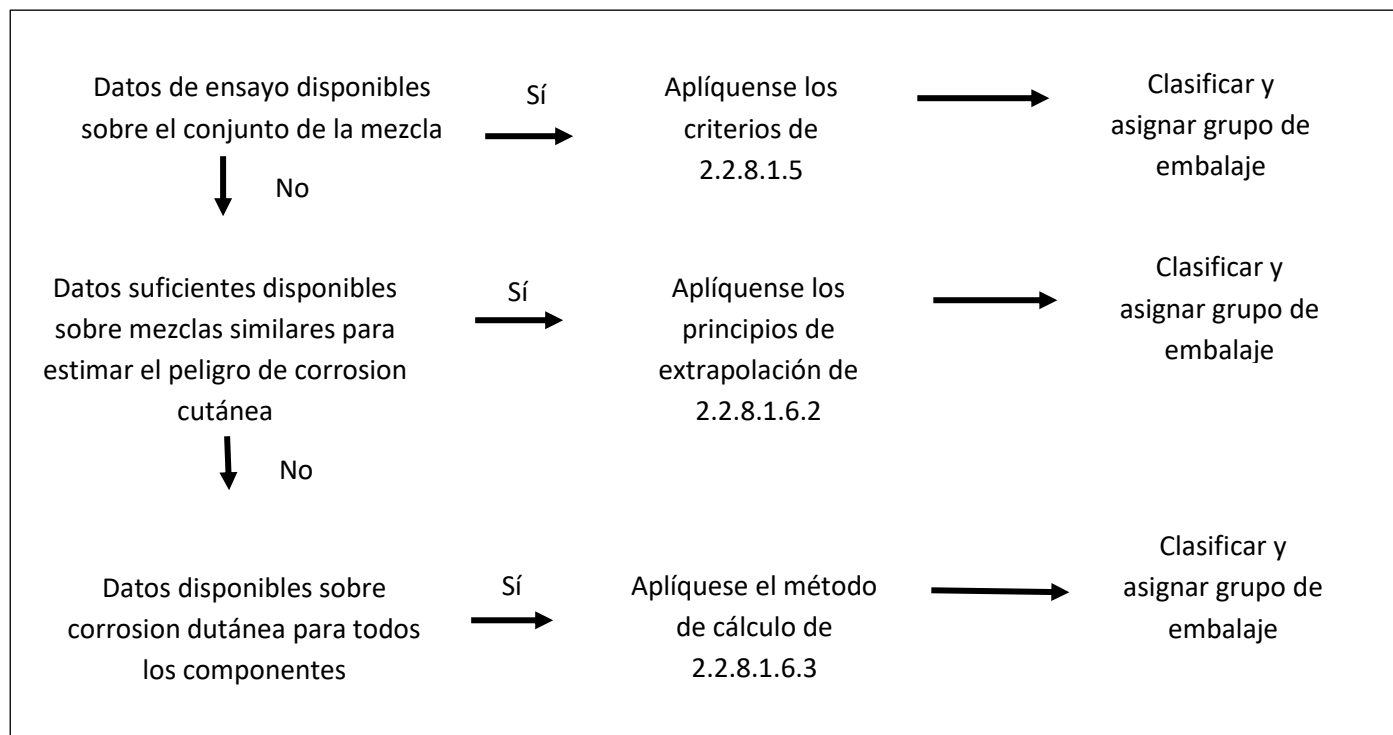 Datos de ensayo disponibles
sobre el conjunto de la mezcla
Sí
Aplíquense los
criterios de
2.2.8.1.5
Clasificar y
asignar grupo de
embalaje
No
Datos suficientes disponibles
sobre mezclas similares para
estimar el peligro de corrosion
cutánea
Sí
Aplíquense los
principios de
extrapolación de
2.2.8.1.6.2
Clasificar y
asignar grupo de
embalaje
No
Datos disponibles sobre
corrosion dutánea para todos
los componentes
Sí
Aplíquese el método
de cálculo de
2.2.8.1.6.3
Clasificar y
asignar grupo de
embalaje